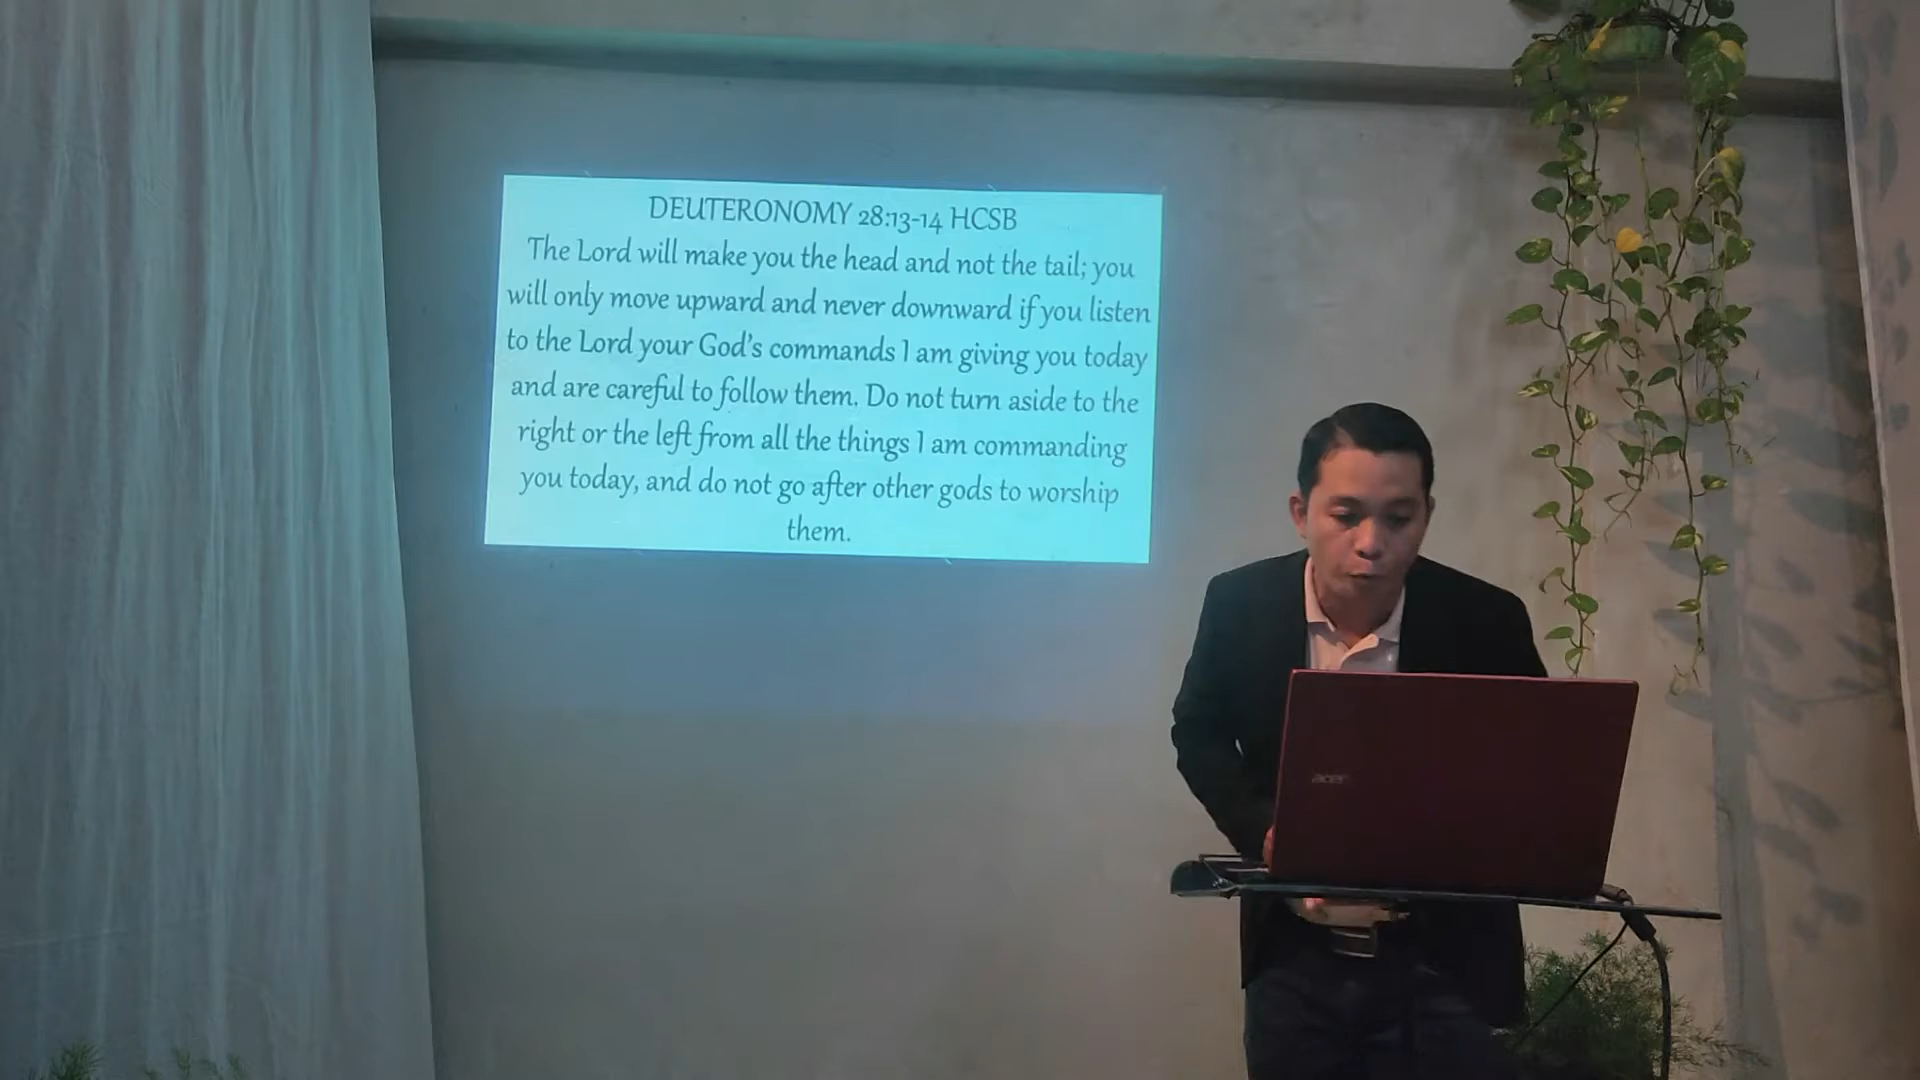 DEUTERONOMY 28:13-14 HCSB
The Lord will make you the head and not the tail; you
will only move upward and never downward if you listen
to the Lord your God's commands I am giving you today
and are careful to follow them. Do not turn aside to the
right or the left from all the things I am commanding
you today, and do not go after other gods to worship
them.
acer